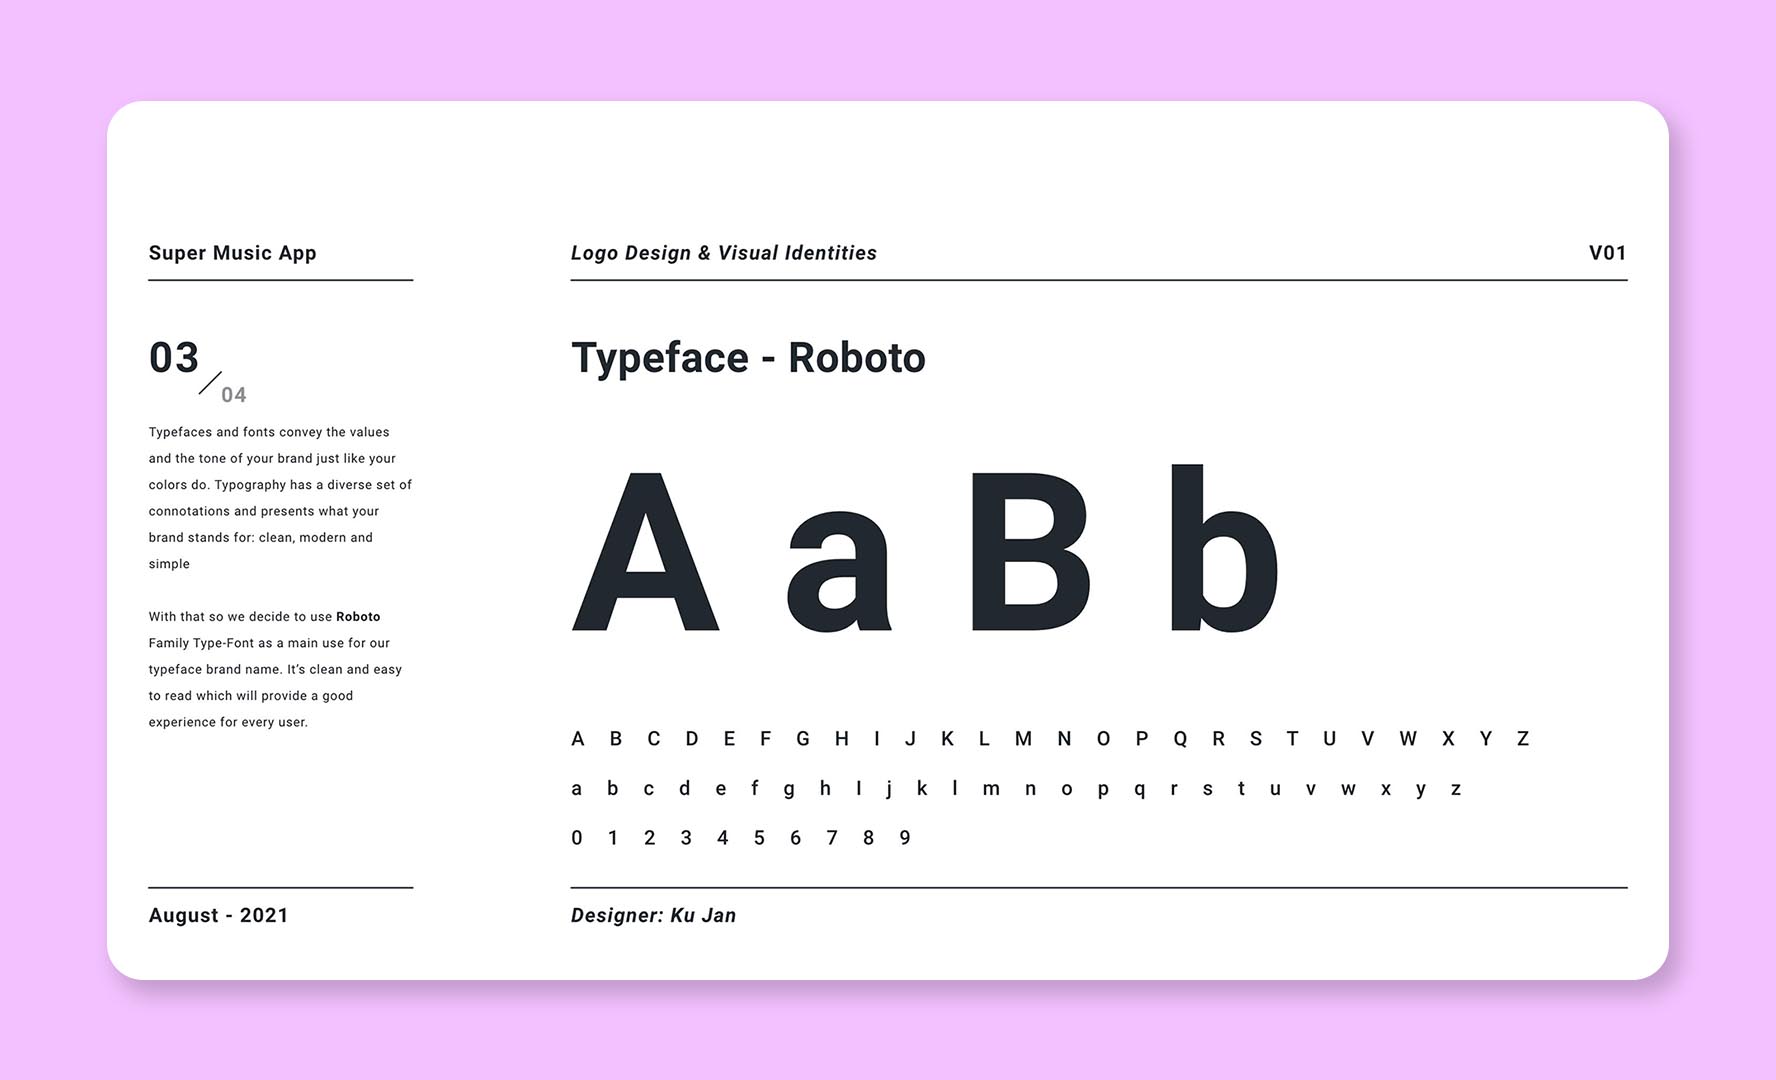 Super Music App
Logo Design & Visual Identities
V01
03
04
Typefaces and fonts convey the values
and the tone of your brand just like your
colors do. Typography has a diverse set of
connotations and presents what your
brand stands for: clean, modern and
simple
With that so we decide to use Roboto
Family Type-Font as a main use for our
typeface brand name. It’s clean and easy
to read which will provide a good
experience for every user.
Typeface - Roboto
A a B b
A B C D E F G H I J K L M N O P Q R S T U V W X Y Z
a b c d e f g h I j k l m n o p q r s t u v w x y z
0 1 2 3 4 5 6 7 8 9
August - 2021
Designer: Ku Jan